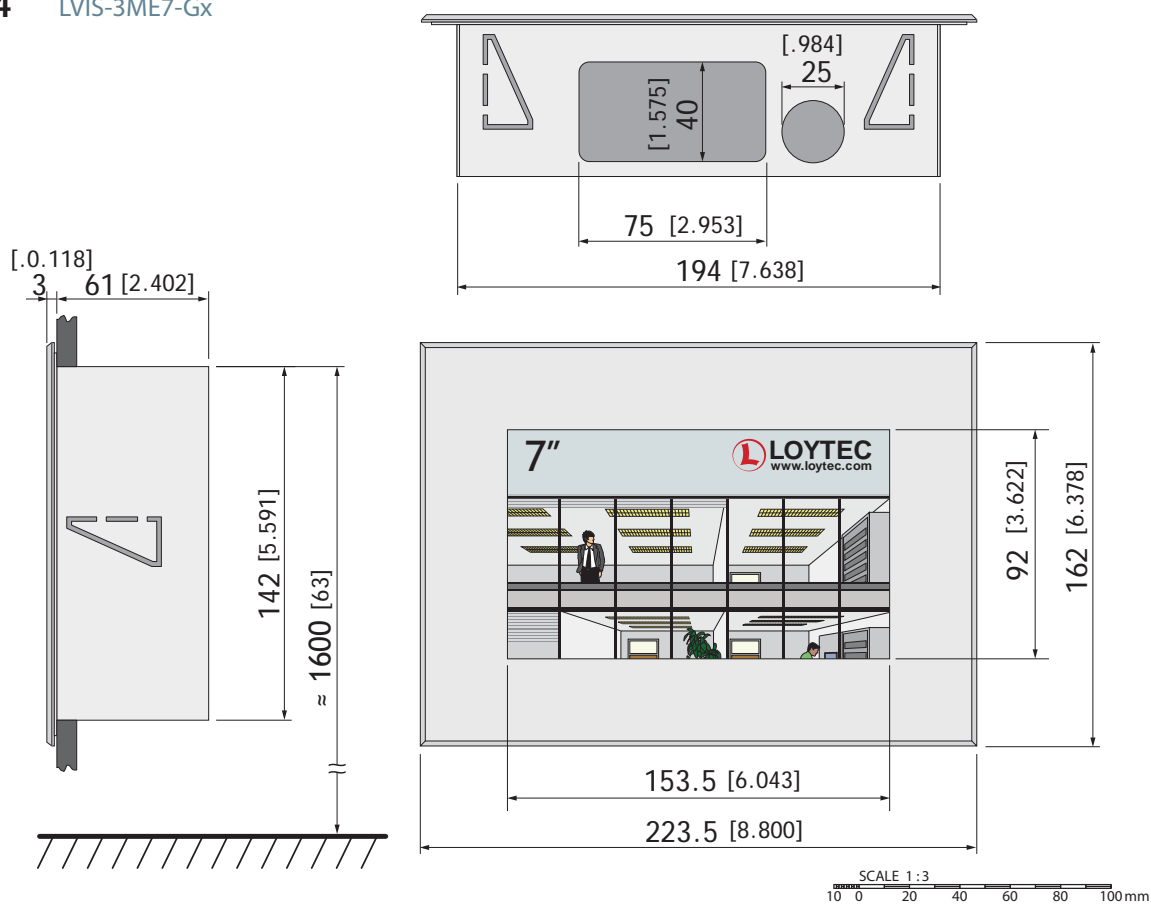 4 LVIS-3ME7-Gx
[.984]
25
[1.575]
40
75 [2.953]
194 [7.638]
[.0.118]
3 61 [2.402]
142 [5.591]
≈ 1600 [63]
7"
L LOYTEC
www.loytec.com
92 [3.622]
162 [6.378]
153.5 [6.043]
223.5 [8.800]
SCALE 1:3
10 0 20 40 60 80 100 mm